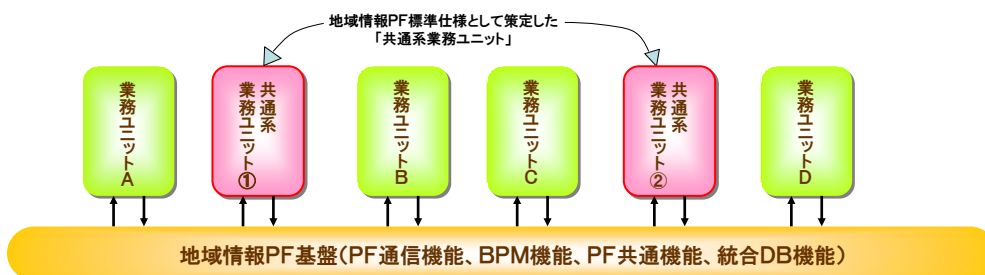 地域情報PF標準仕様として策定した
「共通系業務ユニット」
業務ユニットA
共通系
業務ユニット①
業務ユニットB
業務ユニットC
共通系
業務ユニット②
業務ユニットD
地域情報PF基盤(PF通信機能、BPM機能、PF共通機能、統合DB機能)